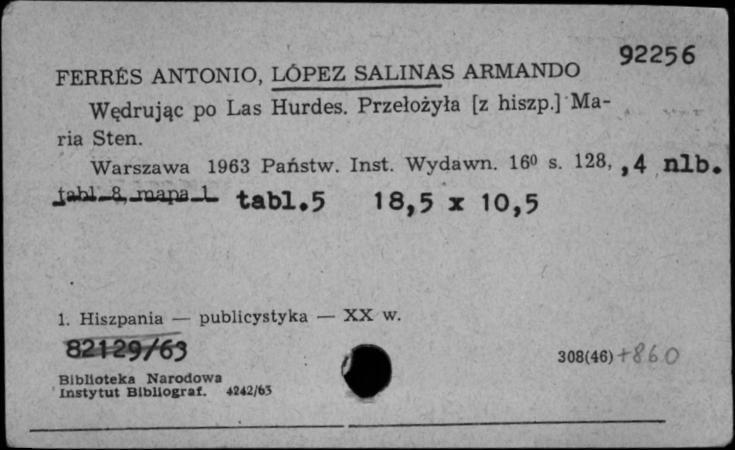 92256
FERRÉS ANTONIO, LÓPEZ SALINAS ARMANDO
Wędrując po Las Hurdes. Przełożyła [z hiszp.] Ma-
ria Sten.
Warszawa 1963 Państw. Inst. Wydawn. 16⁰ s. 128, , 4 nlb.
tabl. 8, mapa 1. tabl.5 18,5 x 10,5
1. Hiszpania — publicystyka — XX w.
82129/63
308(46) +860
Biblioteka Narodowa
Instytut Bibliograf. 4242/63